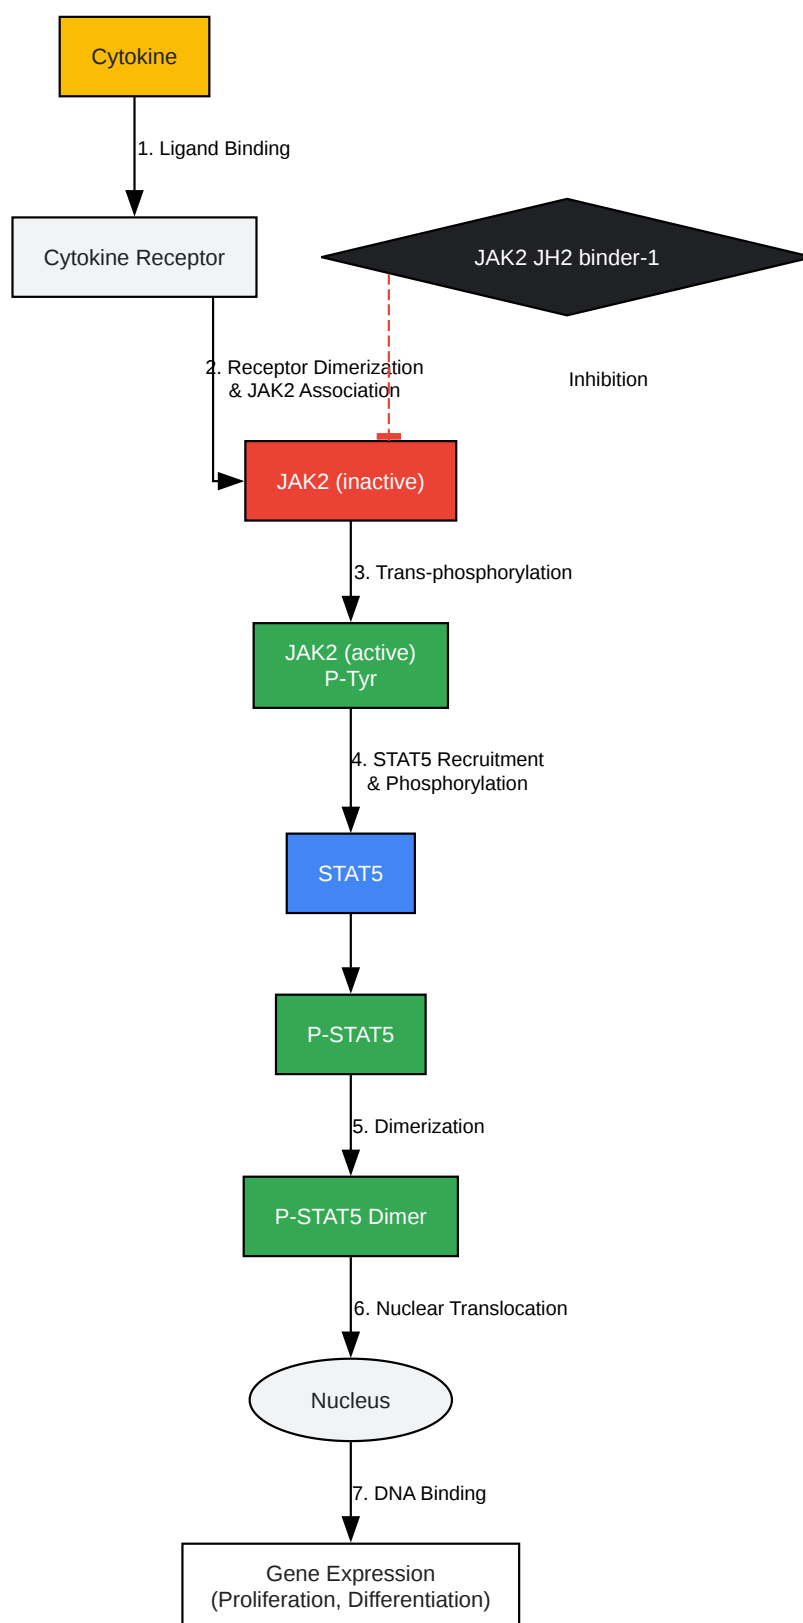 Cytokine
1. Ligand Binding
Cytokine Receptor
JAK2 JH2 binder-1
2. Receptor Dimerization
& JAK2 Association
Inhibition
JAK2 (inactive)
3. Trans-phosphorylation
JAK2 (active)
P-Tyr
4. STAT5 Recruitment
& Phosphorylation
STAT5
P-STAT5
5. Dimerization
P-STAT5 Dimer
6. Nuclear Translocation
Nucleus
7. DNA Binding
Gene Expression
(Proliferation, Differentiation)